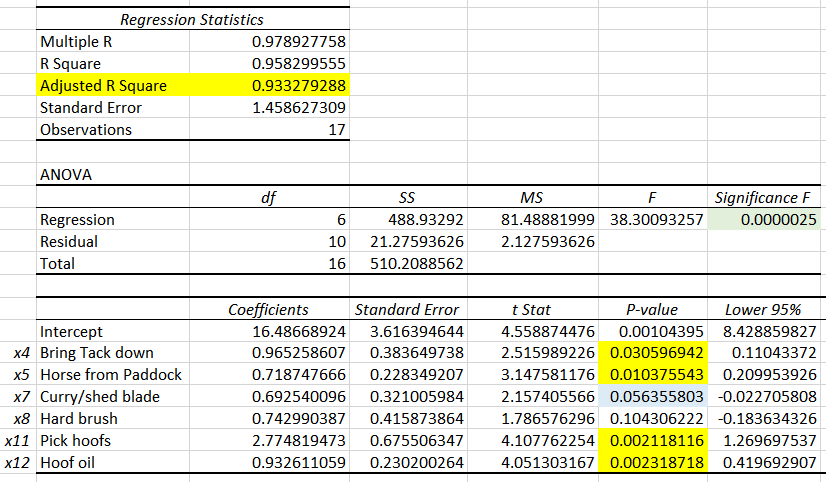 Regression Statistics
Multiple R 0.978927758
R Square 0.958299555
Adjusted R Square 0.933279288
Standard Error 1.458627309
Observations 17
ANOVA
df SS MS F Significance F
Regression 6 488.93292 81.48881999 38.30093257 0.0000025
Residual 10 21.27593626 2.127593626
Total 16 510.2088562
Coefficients Standard Error t Stat P-value Lower 95%
Intercept 16.48668924 3.616394644 4.558874476 0.00104395 8.428859827
x4 Bring Tack down 0.965258607 0.383649738 2.515989226 0.030596942 0.11043372
x5 Horse from Paddock 0.718747666 0.228349207 3.147581176 0.010375543 0.209953926
x7 Curry/shed blade 0.692540096 0.321005984 2.157405566 0.056355803 -0.022705808
x8 Hard brush 0.742990387 0.415873864 1.786576296 0.104306222 -0.183634326
x11 Pick hoofs 2.774819473 0.675506347 4.107762254 0.002118116 1.269697537
x12 Hoof oil 0.932611059 0.230200264 4.051303167 0.002318718 0.419692907